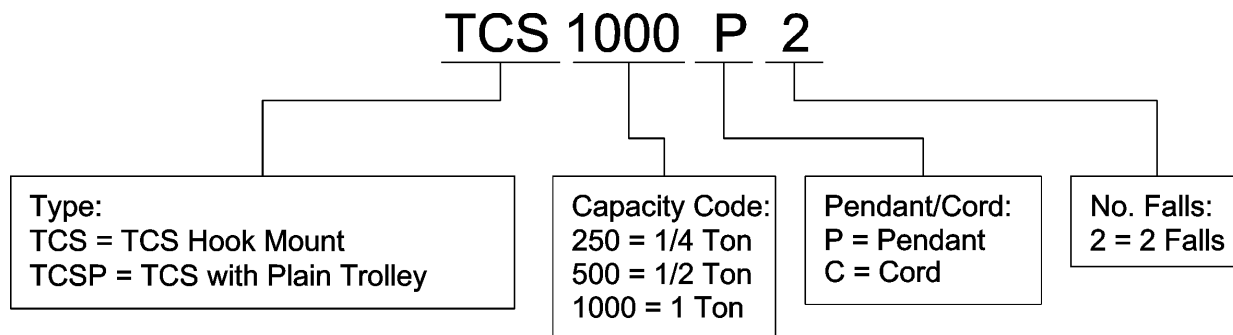 TCS 1000 P 2
Type:
TCS = TCS Hook Mount
TCSP = TCS with Plain Trolley
Capacity Code:
250 = 1/4 Ton
500 = 1/2 Ton
1000 = 1 Ton
Pendant/Cord:
P = Pendant
C = Cord
No. Falls:
2 = 2 Falls